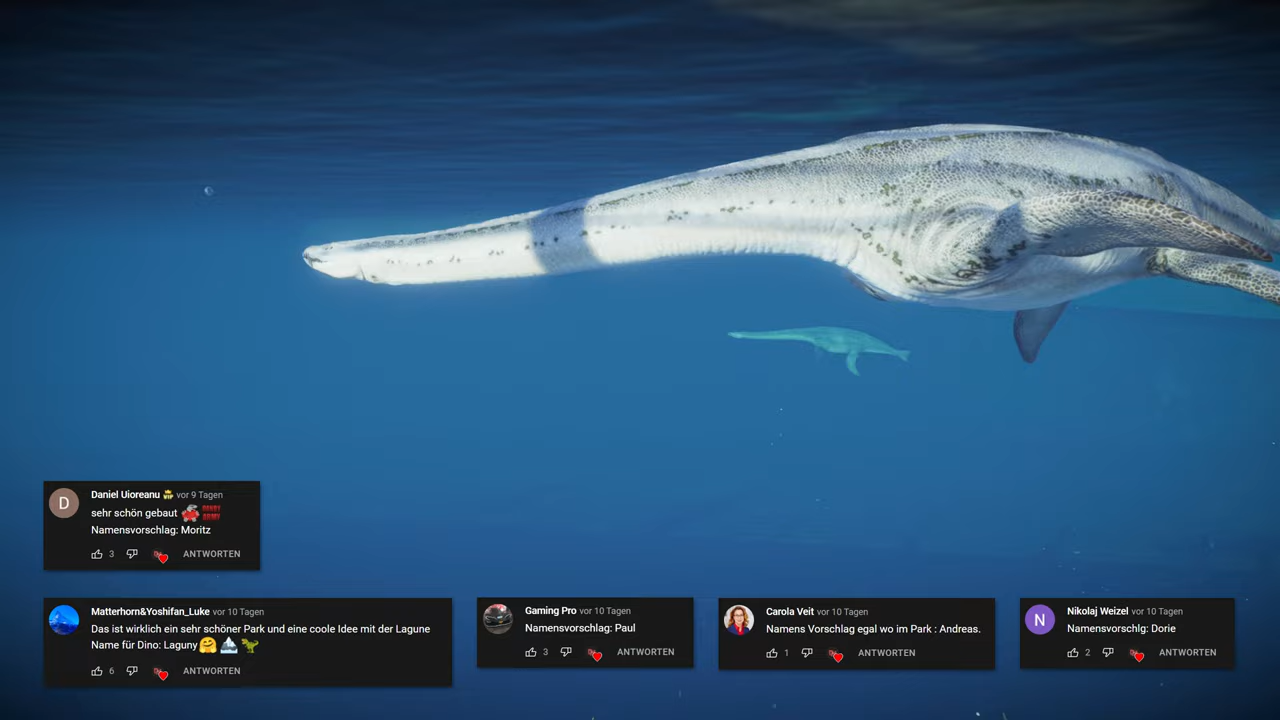 D
Daniel Uioreanu vor 9 Tagen
sehr schön gebaut
Namensvorschlag: Moritz
3 ANTWORTEN
Matterhorn&Yoshifan_Luke vor 10 Tagen
Das ist wirklich ein sehr schöner Park und eine coole Idee mit der Lagune
Name für Dino: Laguny
6 ANTWORTEN
Gaming Pro vor 10 Tagen
Namensvorschlag: Paul
3 ANTWORTEN
Carola Veit vor 10 Tagen
Namens Vorschlag egal wo im Park : Andreas.
1 ANTWORTEN
N
Nikolaj Weizel vor 10 Tagen
Namensvorschlg: Dorie
2 ANTWORTEN